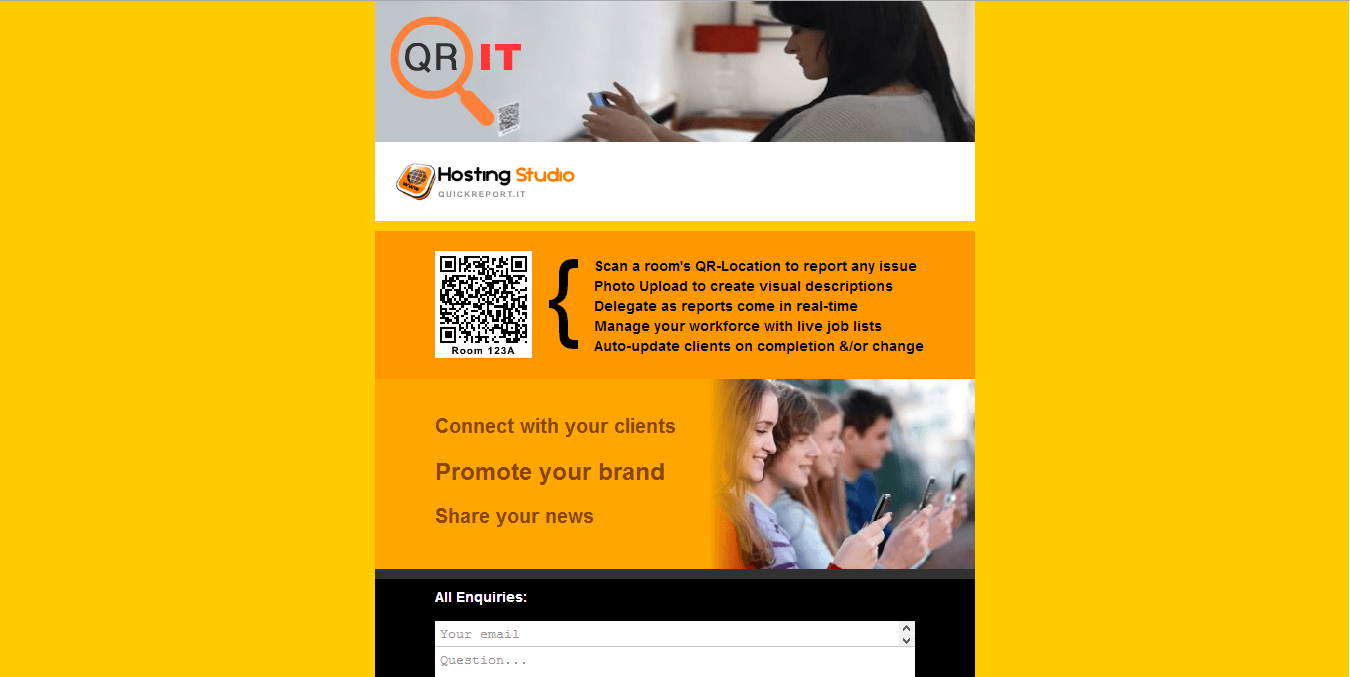 QR IT
Hosting Studio
www
QUICKREPORT.IT
Scan a room's QR-Location to report any issue
Photo Upload to create visual descriptions
Delegate as reports come in real-time
Manage your workforce with live job lists
Auto-update clients on completion &/or change
{
Room 123A
Connect with your clients
Promote your brand
Share your news
All Enquiries:
Your email
Question...